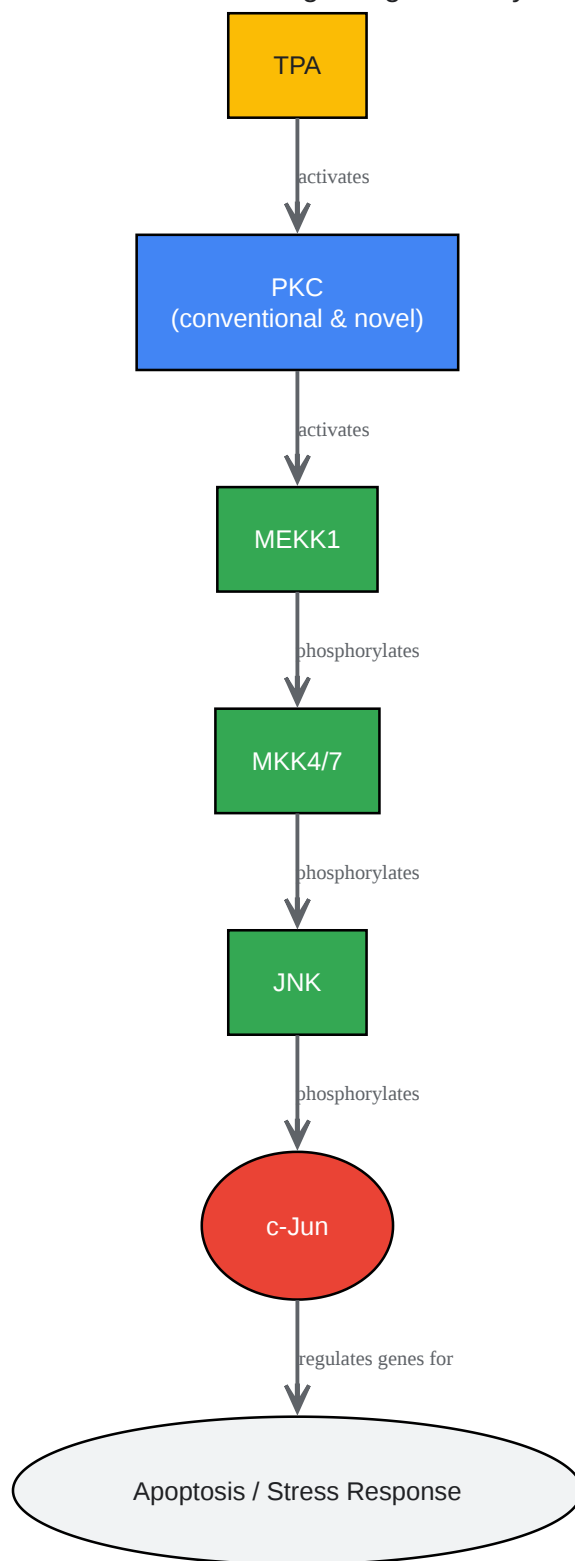 TPA
activates
PKC
(conventional & novel)
activates
MEKK1
phosphorylates
MKK4/7
phosphorylates
JNK
phosphorylates
c-Jun
regulates genes for
Apoptosis / Stress Response